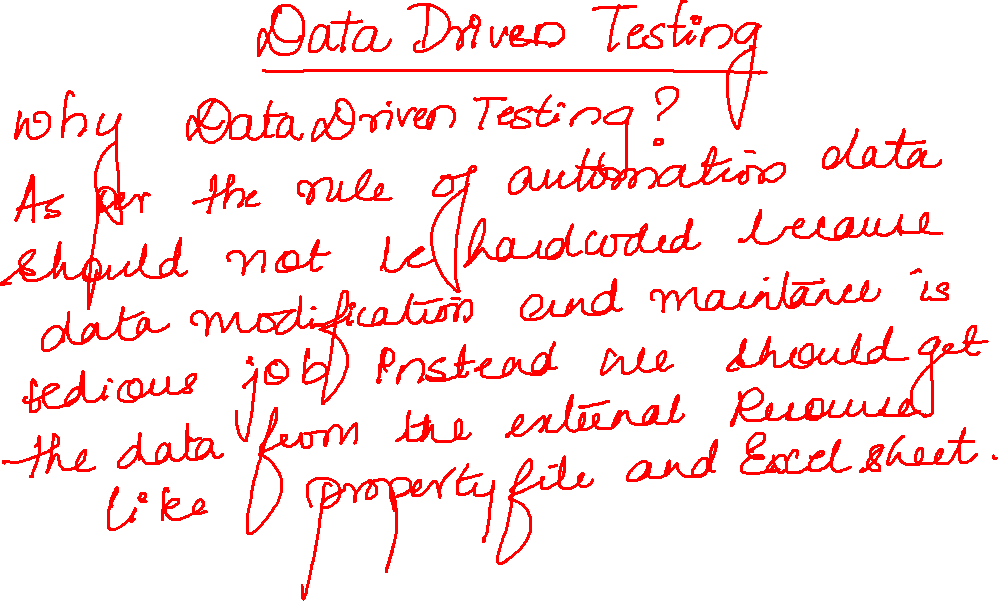 Data Driven Testing
Why Data Driven Testing?
As per the rule of automation data
should not be hardcoded because
data modification and maintance is
tedious job Instead we should get
the data from the external Resources
like property file and Excel sheet.